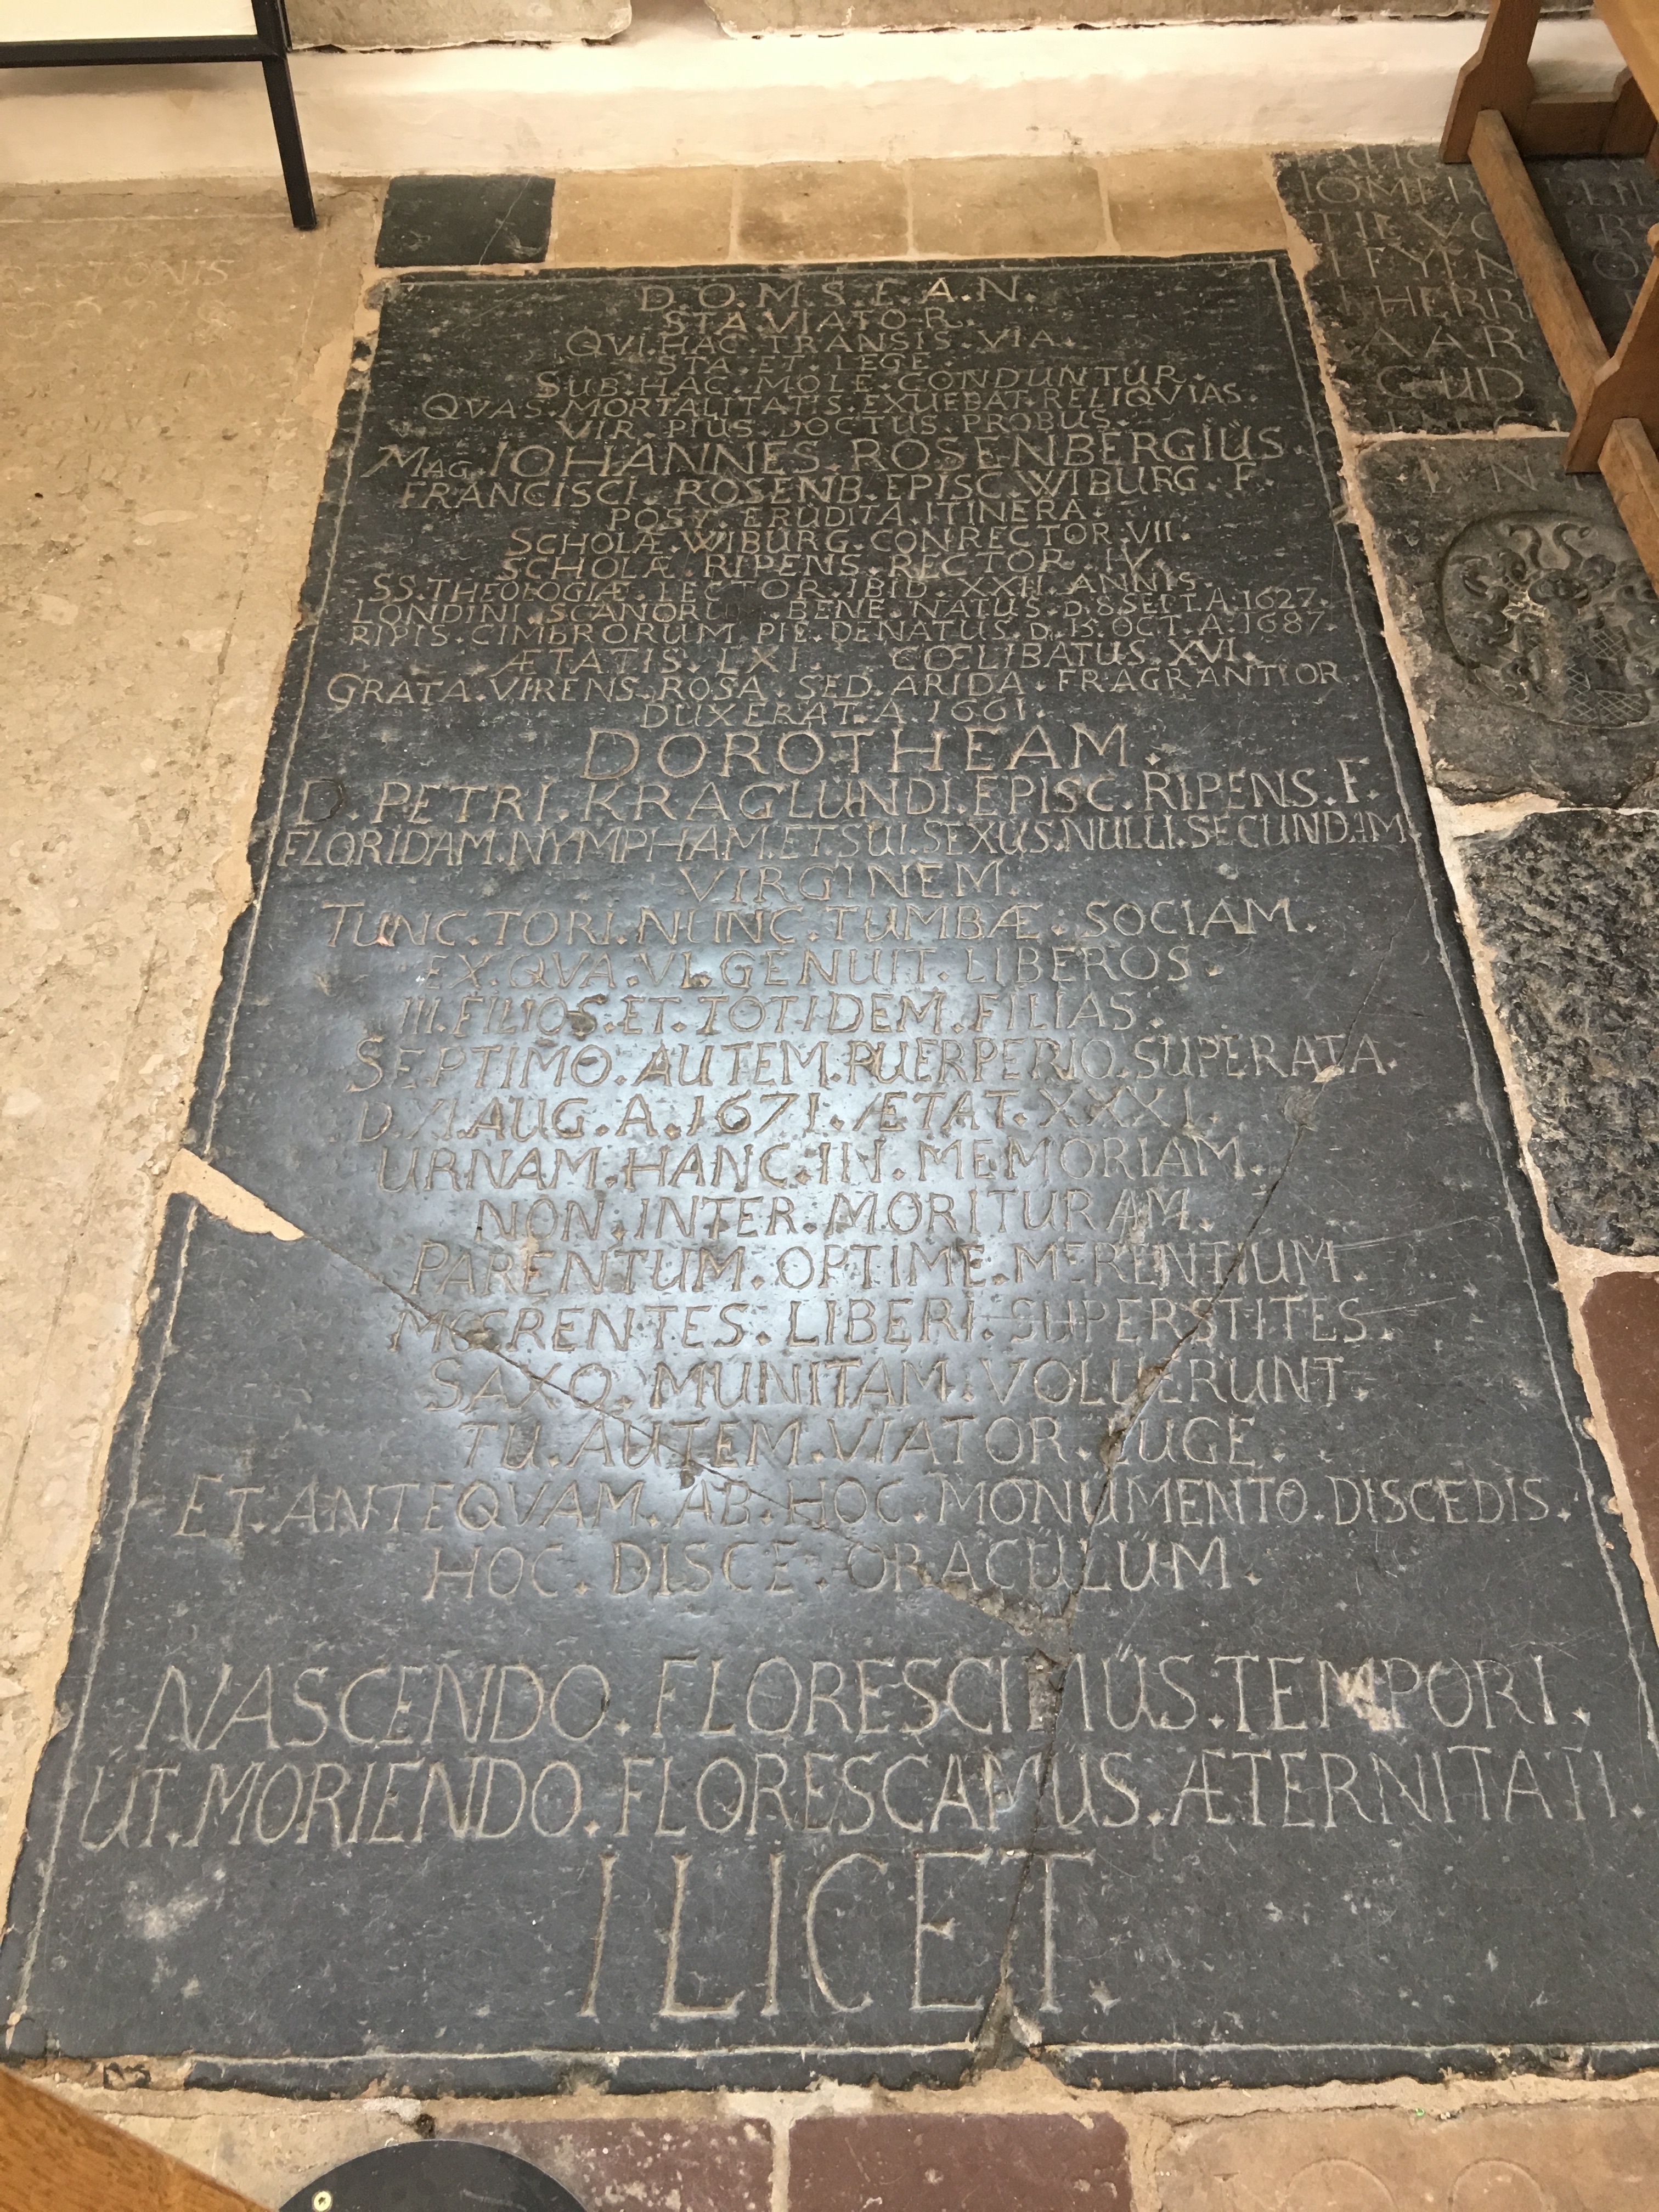 D.O.M.S.E.A.N.
STA.VIATOR.
QVI.HAC.TRANSIS.VIA.
STA.ET.LEGE.
SUB.HAC.MOLE.CONDUNTUR.
QVAS.MORTALITATIS.EXUEBAT.RELIQVIAS.
VIR.PIUS.DOCTUS.PROBUS.
MAG.IOHANNES.ROSENBERGIŬS.
FRANCISCI.ROSENB.EPISC.WIBURG.F.
POST.ERUDITA.ITINERA.
SCHOLÆ.WIBURG.CONRECTOR.VII.
SCHOLÆ.RIPENS.RECTOR.IV.
SS.THEOLOGIÆ.LECTOR.IBID.XXII.ANNIS.
LONDINI.SCANORUM.BENE.NATUS.D.8.SEPT.A.1627.
RIPIS.CIMBRORUM.PIE.DENATUS.D.15.OCT.A.1687.
ÆTATIS.LXI. CŒLIBATUS.XVI.
GRATA.VIRENS.ROSA.SED.ARIDA.FRAGRANTIOR.
DUXERAT.A.1661.
DOROTHEAM.
D.PETRI.KRAGLUNDI.EPISC.RIPENS.F.
FLORIDAM.NYMPHAM.ET.SUI.SEXUS.NULLI.SECUNDAM
VIRGINEM.
TUNC.TORI.NUNC.TUMBÆ.SOCIAM.
EX.QVA.VI.GENUIT.LIBEROS.
III.FILIOS.ET.TOTIDEM.FILIAS.
SEPTIMO.AUTEM.PUERPERIO.SUPERATA.
D.XI.AUG.A.1671.ÆTAT.XXXI.
URNAM.HANC.IN.MEMORIAM.
NON.INTER.MORITURAM.
PARENTUM.OPTIME.MERENTIUM.
MŒRENTES.LIBERI.SUPERSTITES.
SAXO.MUNITAM.VOLUERUNT.
TU.AUTEM.VIATOR.LUGE.
ET.ANTEQVAM.AB.HOC.MONUMENTO.DISCEDIS.
HOC.DISCE.ORACŬLŬM.
NASCENDO.FLORESCIMŬS.TEMPORI.
UT.MORIENDO.FLORESCAMUS.ÆTERNITATI.
ILICET.